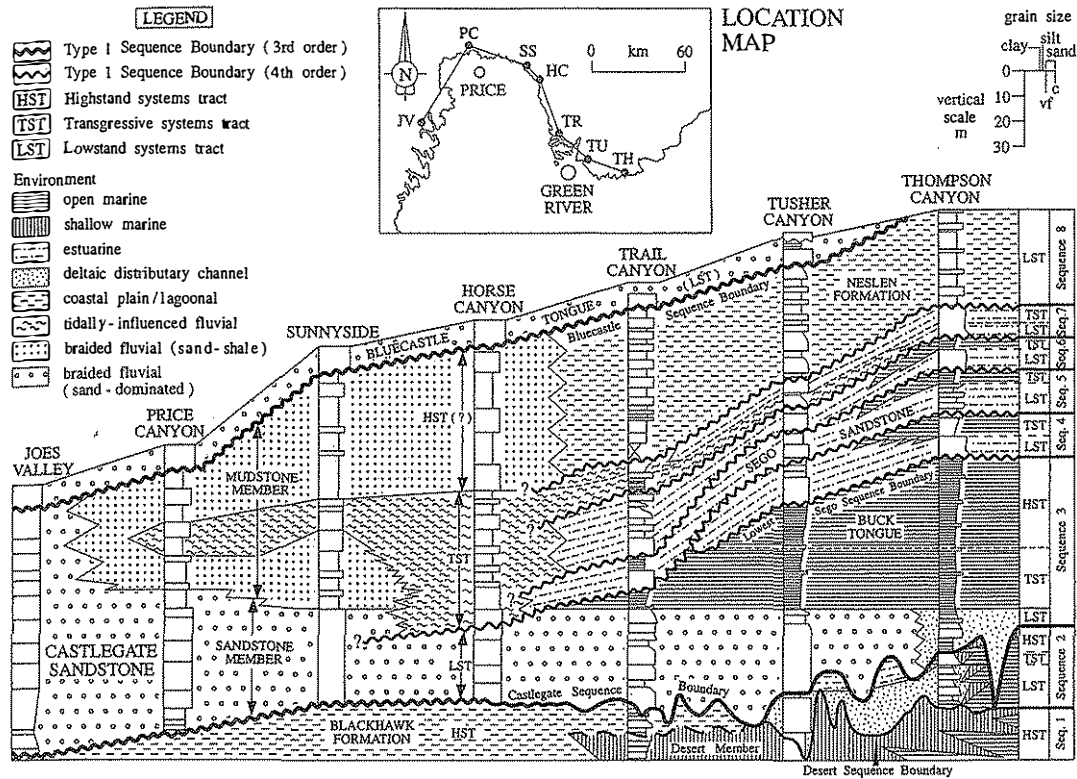 LEGEND
Type 1 Sequence Boundary (3rd order)
Type 1 Sequence Boundary (4th order)
HST Highstand systems tract
TST Transgressive systems tract
LST Lowstand systems tract
Environment
open marine
shallow marine
estuarine
deltaic distributary channel
coastal plain/lagoonal
tidally-influenced fluvial
braided fluvial (sand-shale)
braided fluvial
(sand-dominated)
LOCATION
MAP
N
PC
PRICE
SS
HC
JV
TR
TU
TH
GREEN
RIVER
0 km 60
grain size
silt
clay sand
vf c
vertical
scale
m
0
10
20
30
JOES
VALLEY
PRICE
CANYON
SUNNYSIDE
HORSE
CANYON
TRAIL
CANYON
TUSHER
CANYON
THOMPSON
CANYON
BLUECASTLE TONGUE (LST)
Bluecastle Sequence Boundary
NESLEN
FORMATION
MUDSTONE
MEMBER
HST(?)
TST
LST
?
?
?
?
SEGO SANDSTONE
Lowest Sego Sequence Boundary
BUCK
TONGUE
CASTLEGATE
SANDSTONE
SANDSTONE
MEMBER
Castlegate Sequence Boundary
BLACKHAWK
FORMATION
HST
Desert Member
Desert Sequence Boundary
LST
Sequence 8
TST
LST
Seq. 7
TST
LST
Seq. 6
TST
LST
Seq. 5
TST
LST
Seq. 4
HST
TST
LST
Sequence 3
HST
TST
LST
Sequence 2
HST
Seq. 1